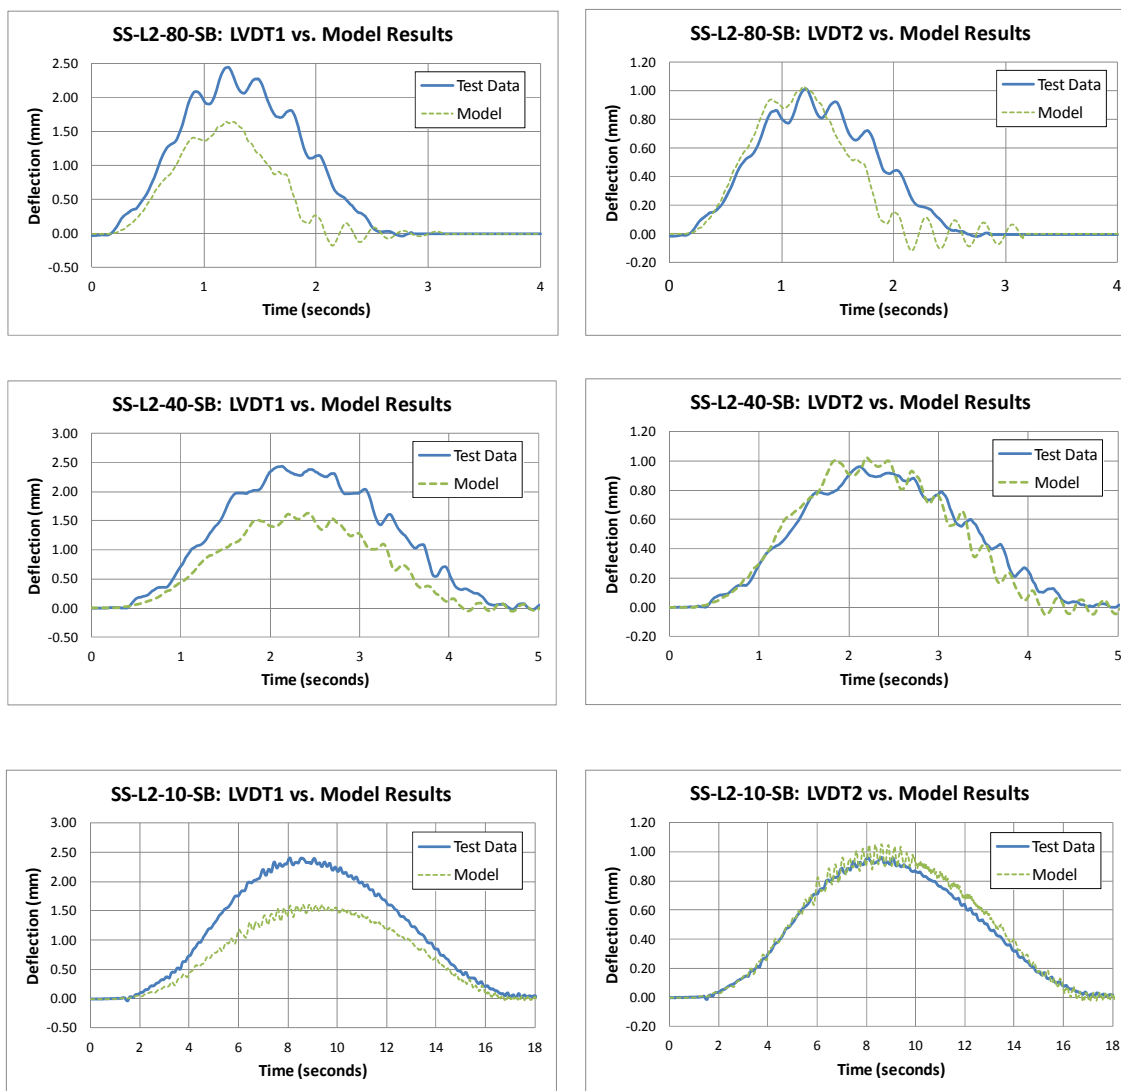 SS-L2-80-SB: LVDT1 vs. Model Results
2.50
2.00
1.50
1.00
0.50
0.00
-0.50
Deflection (mm)
Test Data
Model
0 1 2 3 4
Time (seconds)
SS-L2-80-SB: LVDT2 vs. Model Results
1.20
1.00
0.80
0.60
0.40
0.20
0.00
-0.20
Deflection (mm)
Test Data
Model
0 1 2 3 4
Time (seconds)
SS-L2-40-SB: LVDT1 vs. Model Results
3.00
2.50
2.00
1.50
1.00
0.50
0.00
-0.50
Deflection (mm)
Test Data
Model
0 1 2 3 4 5
Time (seconds)
SS-L2-40-SB: LVDT2 vs. Model Results
1.20
1.00
0.80
0.60
0.40
0.20
0.00
-0.20
Deflection (mm)
Test Data
Model
0 1 2 3 4 5
Time (seconds)
SS-L2-10-SB: LVDT1 vs. Model Results
3.00
2.50
2.00
1.50
1.00
0.50
0.00
-0.50
Deflection (mm)
Test Data
Model
0 2 4 6 8 10 12 14 16 18
Time (seconds)
SS-L2-10-SB: LVDT2 vs. Model Results
1.20
1.00
0.80
0.60
0.40
0.20
0.00
-0.20
Deflection (mm)
Test Data
Model
0 2 4 6 8 10 12 14 16 18
Time (seconds)